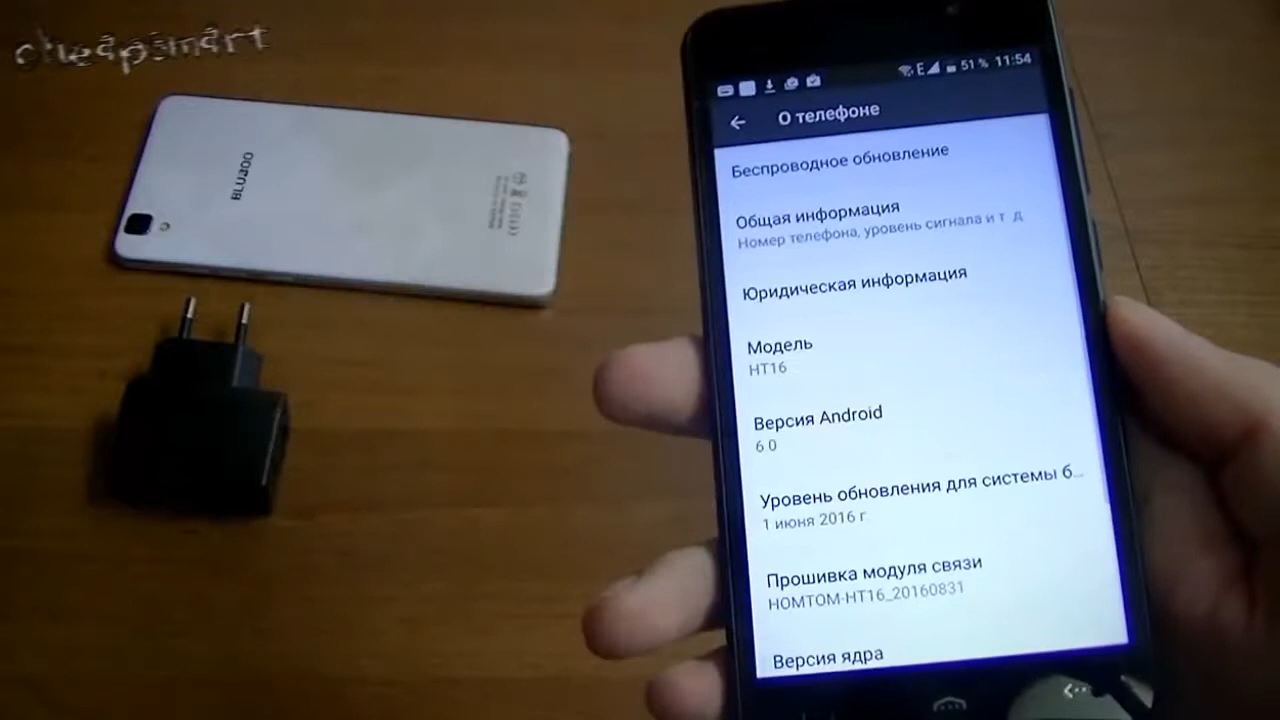 cheapsmart
BLUBOO
E 51 % 11:54
О телефоне
Беспроводное обновление
Общая информация
Номер телефона, уровень сигнала и т д
Юридическая информация
Модель
HT16
Версия Android
6 0
Уровень обновления для системы б...
1 июня 2016 г
Прошивка модуля связи
HOMTOM-HT16_20160831
Версия ядра